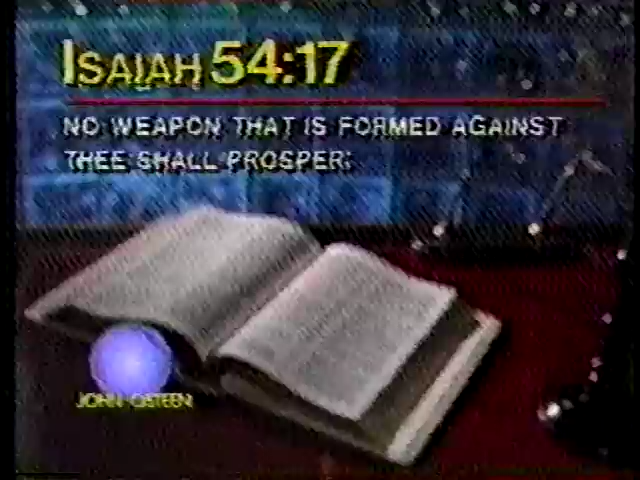 ISAIAH 54:17
NO WEAPON THAT IS FORMED AGAINST
THEE SHALL PROSPER;
JOHN OSTEEN